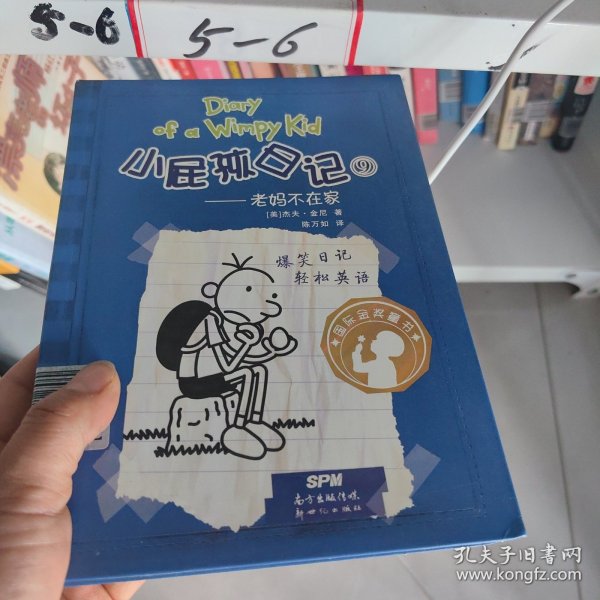 5-6
5-6
Diary
of a Wimpy Kid
小屁孩日记⑨
——老妈不在家
[美]杰夫·金尼 著
陈万如 译
爆笑日记
轻松英语
国际金奖童书
SPM
南方出版传媒
新世纪出版社
孔夫子旧书网
www.kongfz.com